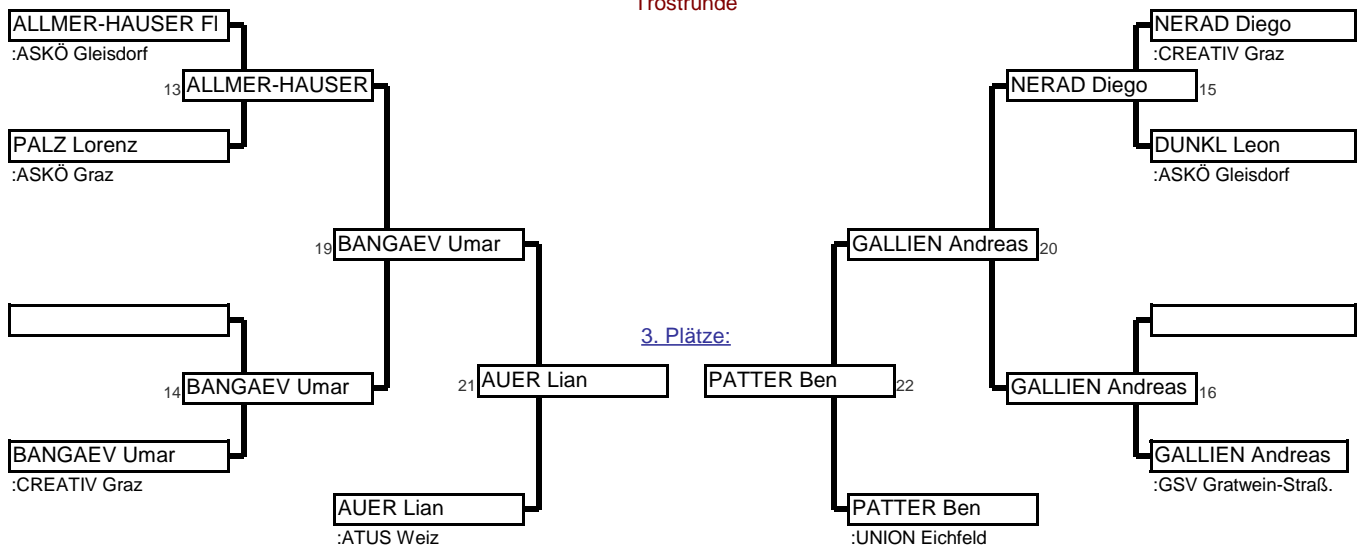 Trostrunde
ALLMER-HAUSER Fl
:ASKÖ Gleisdorf
13 ALLMER-HAUSER
PALZ Lorenz
:ASKÖ Graz
19 BANGAEV Umar
14 BANGAEV Umar
BANGAEV Umar
:CREATIV Graz
21 AUER Lian
AUER Lian
:ATUS Weiz
3. Plätze:
NERAD Diego
:CREATIV Graz
NERAD Diego 15
DUNKL Leon
:ASKÖ Gleisdorf
GALLIEN Andreas 20
PATTER Ben 22
GALLIEN Andreas 16
GALLIEN Andreas
:GSV Gratwein-Straß.
PATTER Ben
:UNION Eichfeld